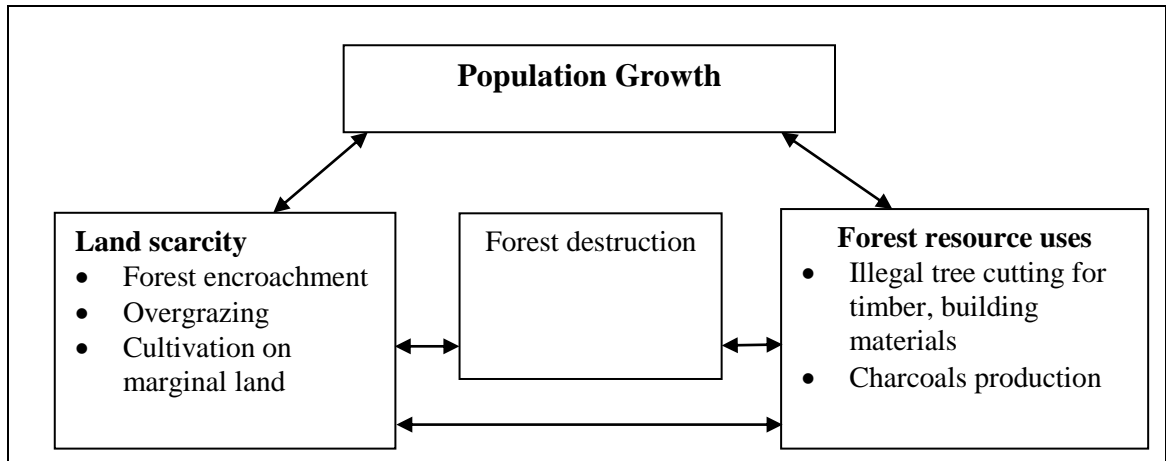 Population Growth
Land scarcity
• Forest encroachment
• Overgrazing
• Cultivation on
marginal land
Forest destruction
Forest resource uses
• Illegal tree cutting for
timber, building
materials
• Charcoals production